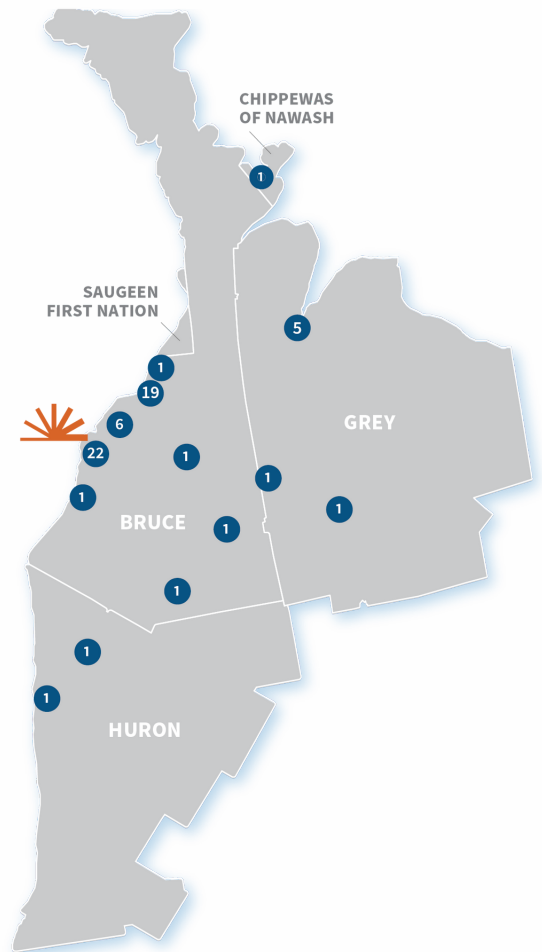 CHIPPEWAS
OF NAWASH
1
5
SAUGEEN
FIRST NATION
1
19
6
GREY
22
1
1
1
1
BRUCE
1
1
1
1
HURON